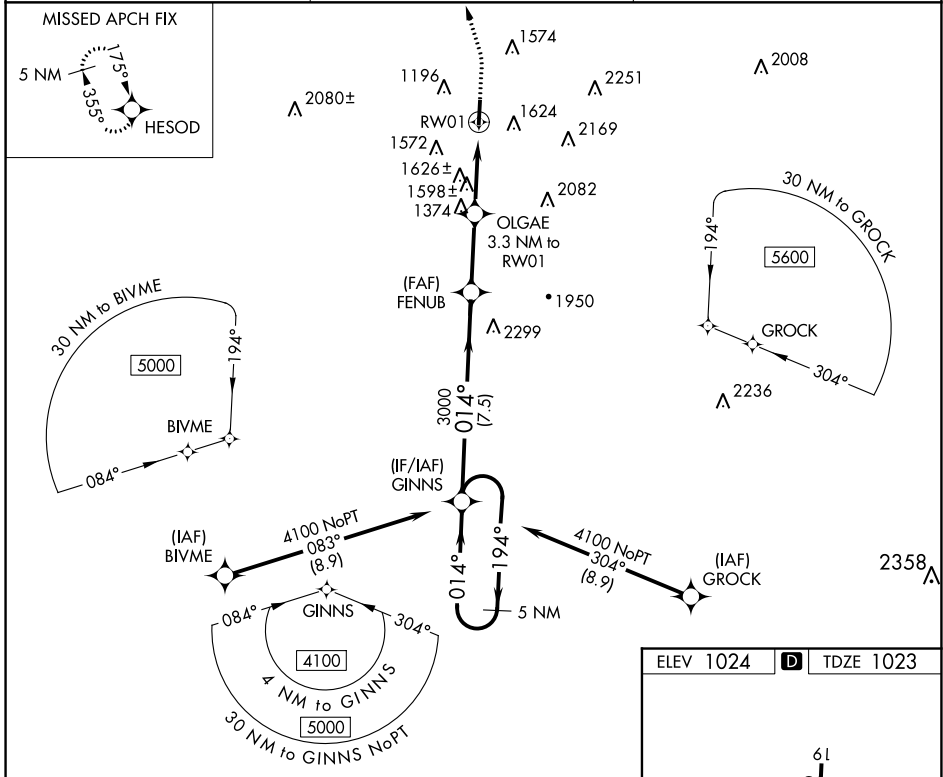 MISSED APCH FIX
5 NM
175°
355°
HESOD
1574
2008
1196
2251
2080±
RW01
1624
2169
1572
1626±
1598±
2082
1374
OLGAE
3.3 NM to
RW01
30 NM to GROCK
194°
5600
GROCK
304°
(FAF)
FENUB
1950
2299
30 NM to BIVME
194°
5000
BIVME
084°
2236
3000
014°
(7.5)
(IF/IAF)
GINNS
4100 NoPT
083°
(8.9)
(IAF)
BIVME
014°
194°
5 NM
4100 NoPT
304°
(8.9)
(IAF)
GROCK
2358
084°
GINNS
304°
4100
4 NM to GINNS
5000
30 NM to GINNS NoPT
ELEV 1024
D
TDZE 1023
19